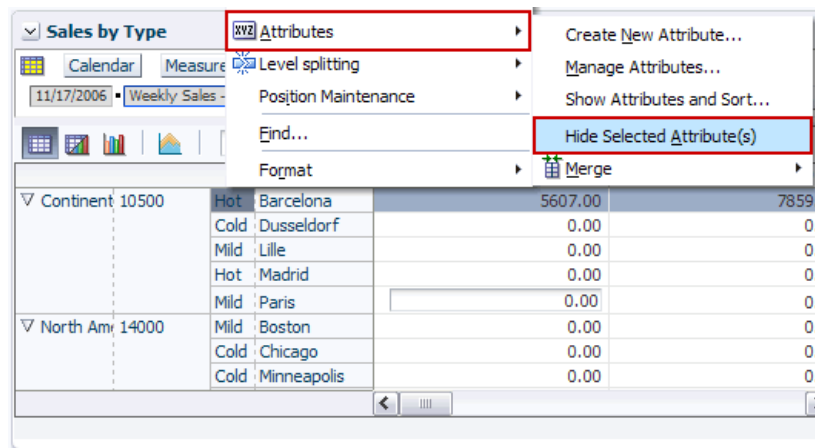 Sales by Type
Calendar Measure
11/17/2006 Weekly Sales -
Attributes
Level splitting
Position Maintenance
Find...
Format
Create New Attribute...
Manage Attributes...
Show Attributes and Sort...
Hide Selected Attribute(s)
Merge
Continent 10500 Hot Barcelona 5607.00 7859
Cold Dusseldorf 0.00 0
Mild Lille 0.00 0
Hot Madrid 0.00 0
Mild Paris 0.00 0
North Am 14000 Mild Boston 0.00 0
Cold Chicago 0.00 0
Cold Minneapolis 0.00 0